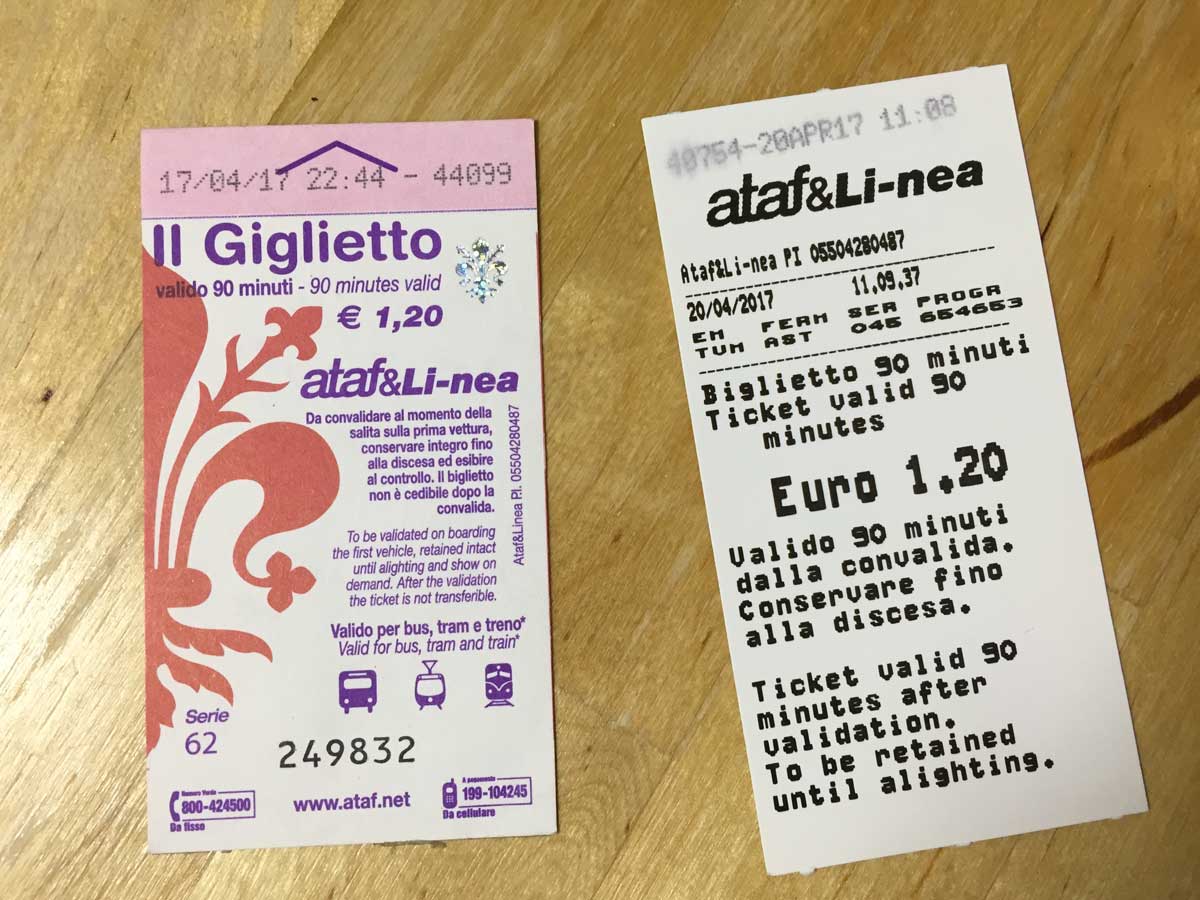 17/04/17 22:44 - 44099
Il Giglietto
valido 90 minuti - 90 minutes valid
€ 1,20
ataf&Li-nea
Da convalidare al momento della
salita sulla prima vettura,
conservare integro fino
alla discesa ed esibire
al controllo. Il biglietto
non è cedibile dopo la
convalida.
Ataf&Linea P.I. 05504280487
To be validated on boarding
the first vehicle, retained intact
until alighting and show on
demand. After the validation
the ticket is not transferible.
Valido per bus, tram e treno*
Valid for bus, tram and train*
Serie
62
249832
Numero Verde
800-424500
Da fisso
www.ataf.net
A pagamento
199-104245
Da cellulare
40754-20APR17 11:08
ataf&Li-nea
Ataf&Li-nea PI 05504280487
20/04/2017 11.09.37
EM FERM SER PROGR
TUM AST 045 654653
Biglietto 90 minuti
Ticket valid 90
minutes
Euro 1.20
Valido 90 minuti
dalla convalida.
Conservare fino
alla discesa.
Ticket valid 90
minutes after
validation.
To be retained
until alighting.